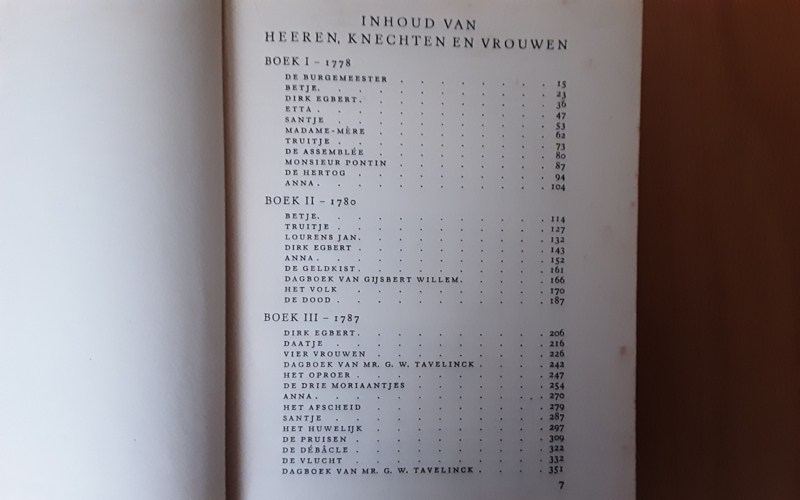 INHOUD VAN
HEEREN, KNECHTEN EN VROUWEN
BOEK I – 1778
DE BURGEMEESTER . . . . . . . . 15
BETJE. . . . . . . . . . . 23
DIRK EGBERT. . . . . . . . . . 36
ETTA . . . . . . . . . . . 47
SANTJE . . . . . . . . . . . 53
MADAME-MÈRE . . . . . . . . . 62
TRUITJE . . . . . . . . . . . 73
DE ASSEMBLÉE . . . . . . . . . 80
MONSIEUR PONTIN . . . . . . . . 87
DE HERTOG . . . . . . . . . . 94
ANNA . . . . . . . . . . . 104
BOEK II – 1780
BETJE. . . . . . . . . . . . 114
TRUITJE . . . . . . . . . . . 127
LOURENS JAN. . . . . . . . . . 132
DIRK EGBERT . . . . . . . . . . 143
ANNA . . . . . . . . . . . . 152
DE GELDKIST. . . . . . . . . . 161
DAGBOEK VAN GIJSBERT WILLEM. . . . . 166
HET VOLK . . . . . . . . . . 170
DE DOOD . . . . . . . . . . . 187
BOEK III – 1787
DIRK EGBERT. . . . . . . . . . 206
DAATJE . . . . . . . . . . . 216
VIER VROUWEN . . . . . . . . . 226
DAGBOEK VAN MR. G. W. TAVELINCK . . . . 242
HET OPROER . . . . . . . . . . 247
DE DRIE MORIAANTJES . . . . . . . 254
ANNA . . . . . . . . . . . . 270
HET AFSCHEID . . . . . . . . . 279
SANTJE . . . . . . . . . . . 287
HET HUWELIJK . . . . . . . . . 297
DE PRUISEN . . . . . . . . . . 309
DE DÉBÂCLE . . . . . . . . . . 322
DE VLUCHT . . . . . . . . . . 332
DAGBOEK VAN MR. G. W. TAVELINCK . . . . 351
7